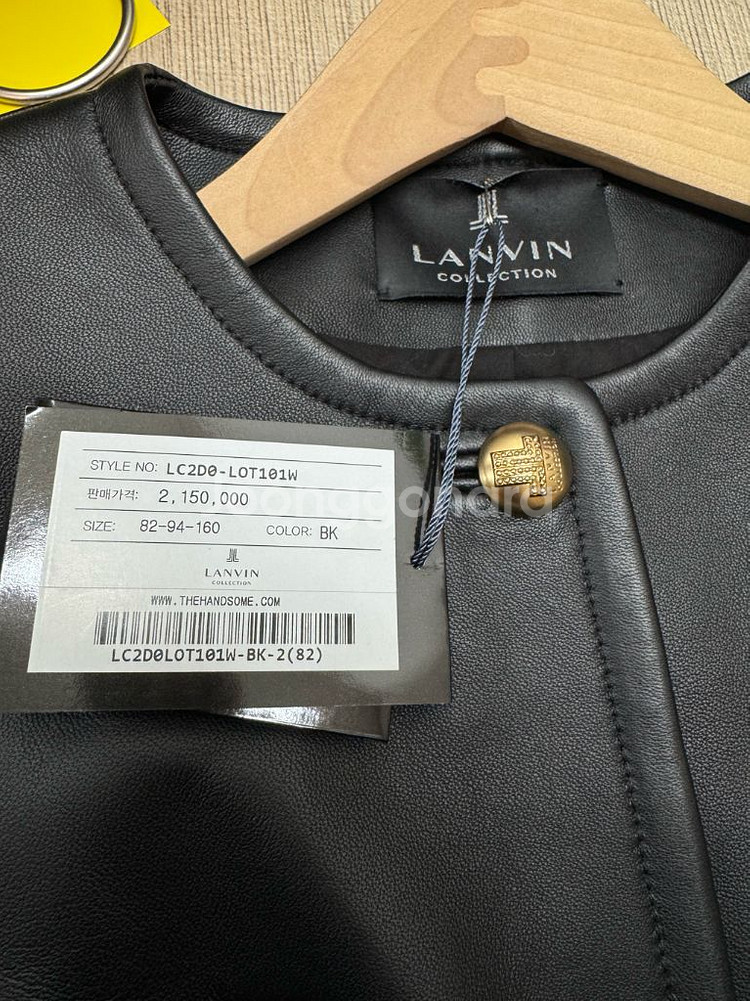 LANVIN
COLLECTION
STYLE NO: LC2D0-LOT101W
판매가격: 2,150,000
SIZE: 82-94-160 COLOR: BK
LANVIN
COLLECTION
WWW.THEHANDSOME.COM
LC2D0LOT101W-BK-2(82)
joonggonara